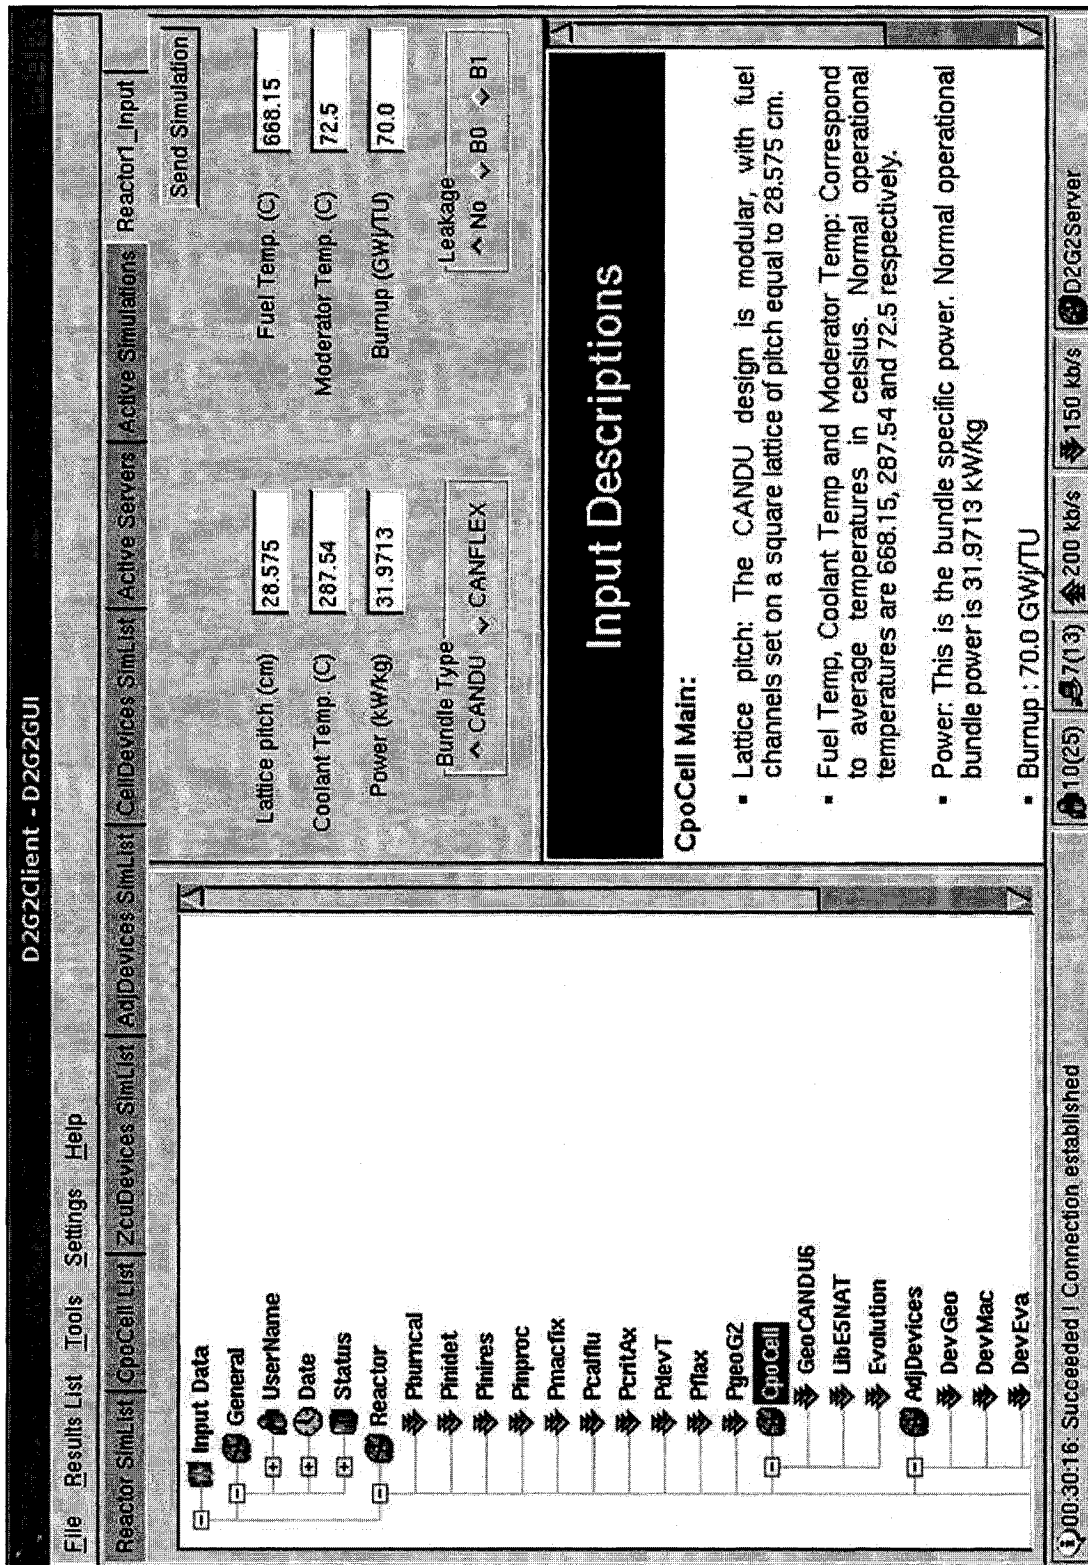 D2G2Client - D2G2GUI
File Results List Tools Settings Help
Reactor SimList CpoCell List ZcuDevices SimList AdjDevices SimList CellDevices SimList Active Servers Active Simulations Reactor1_Input
Input Data
General
UserName
Date
Status
Reactor
Pburncal
Pinidet
Pinires
Pinproc
Pmacfix
Pcalflu
PcritAx
PdevT
Pflax
PgeoG2
CpoCell
GeoCANDU6
LibE5NAT
Evolution
AdjDevices
DevGeo
DevMac
DevEva
Send Simulation
Lattice pitch (cm) 28.575 Fuel Temp. (C) 668.15
Coolant Temp. (C) 287.54 Moderator Temp. (C) 72.5
Power (kW/kg) 31.9713 Burnup (GWj/TU) 70.0
Bundle Type
CANDU CANFLEX
Leakage
No B0 B1
Input Descriptions
CpoCell Main:
▪ Lattice pitch: The CANDU design is modular, with fuel
channels set on a square lattice of pitch equal to 28.575 cm.
▪ Fuel Temp, Coolant Temp and Moderator Temp: Correspond
to average temperatures in celsius. Normal operational
temperatures are 668.15, 287.54 and 72.5 respectively.
▪ Power: This is the bundle specific power. Normal operational
bundle power is 31.9713 kW/kg
▪ Burnup : 70.0 GWj/TU
00:30:16: Succeeded ! Connection established 10(25) 7(13) 200 kb/s 150 kb/s D2G2Server